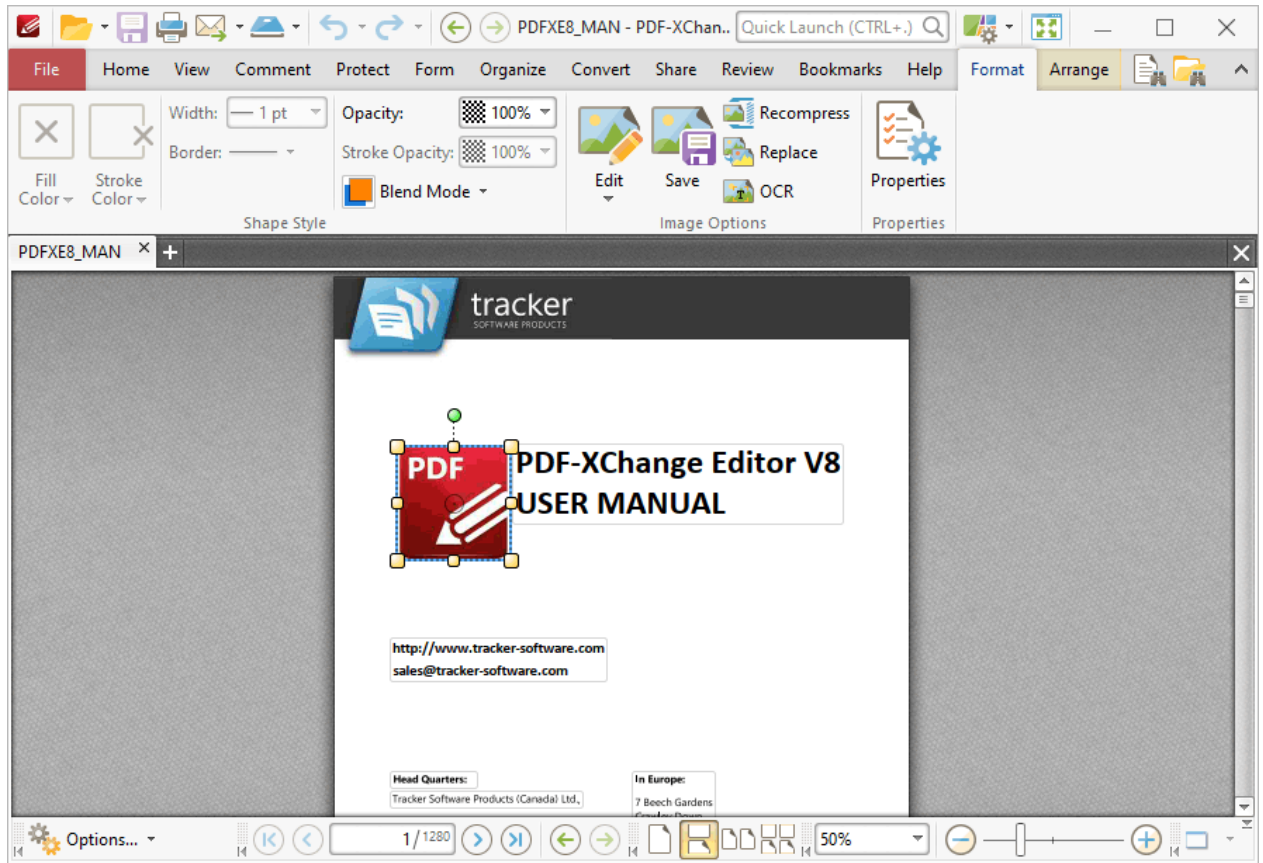 PDFXE8_MAN - PDF-XChan.. Quick Launch (CTRL+.)
File Home View Comment Protect Form Organize Convert Share Review Bookmarks Help Format Arrange
Width: 1 pt Opacity: 100% Recompress
Border: Stroke Opacity: 100% Replace
Fill Color Stroke Color Blend Mode Edit Save OCR Properties
Shape Style Image Options Properties
PDFXE8_MAN
tracker
SOFTWARE PRODUCTS
PDF
PDF-XChange Editor V8
USER MANUAL
http://www.tracker-software.com
sales@tracker-software.com
Head Quarters: In Europe:
Tracker Software Products (Canada) Ltd., 7 Beech Gardens
Crawley Down
Options... 1/1280 50%